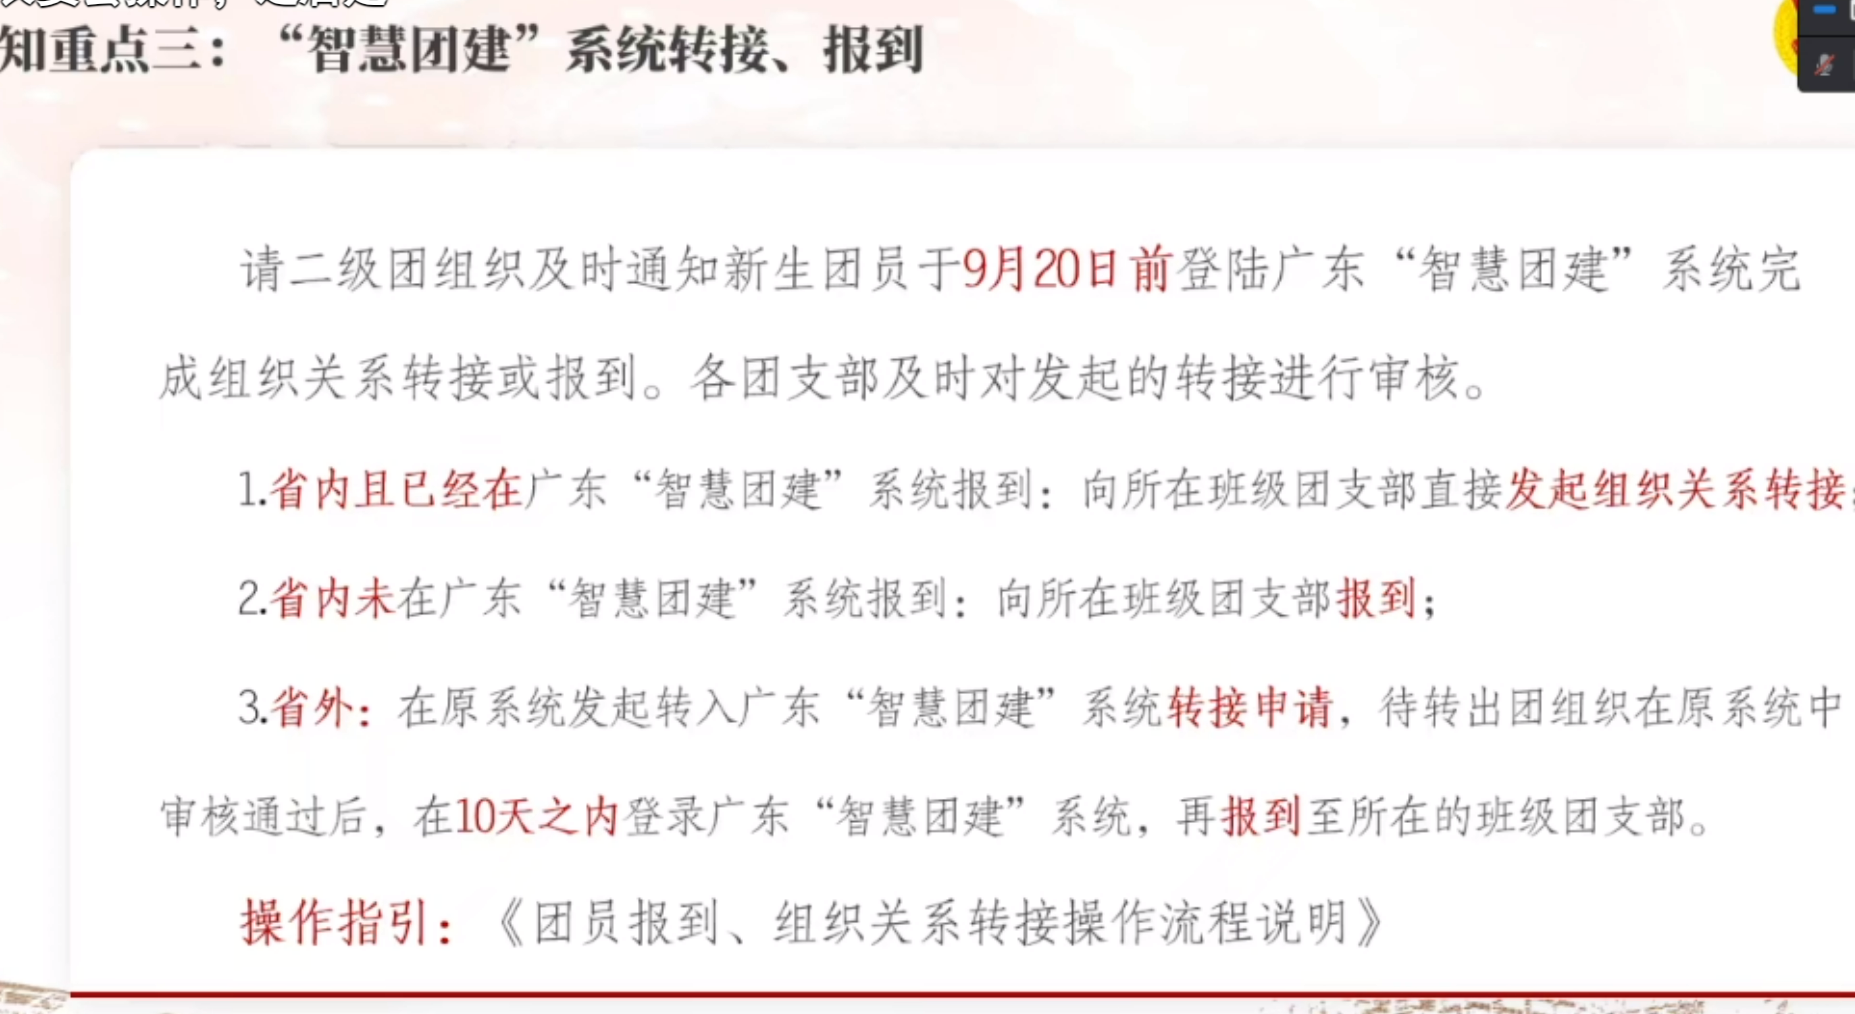 知重点三：“智慧团建”系统转接、报到
请二级团组织及时通知新生团员于9月20日前登陆广东“智慧团建”系统完
成组织关系转接或报到。各团支部及时对发起的转接进行审核。
1.省内且已经在广东“智慧团建”系统报到：向所在班级团支部直接发起组织关系转接；
2.省内未在广东“智慧团建”系统报到：向所在班级团支部报到；
3.省外：在原系统发起转入广东“智慧团建”系统转接申请，待转出团组织在原系统中
审核通过后，在10天之内登录广东“智慧团建”系统，再报到至所在的班级团支部。
操作指引：《团员报到、组织关系转接操作流程说明》